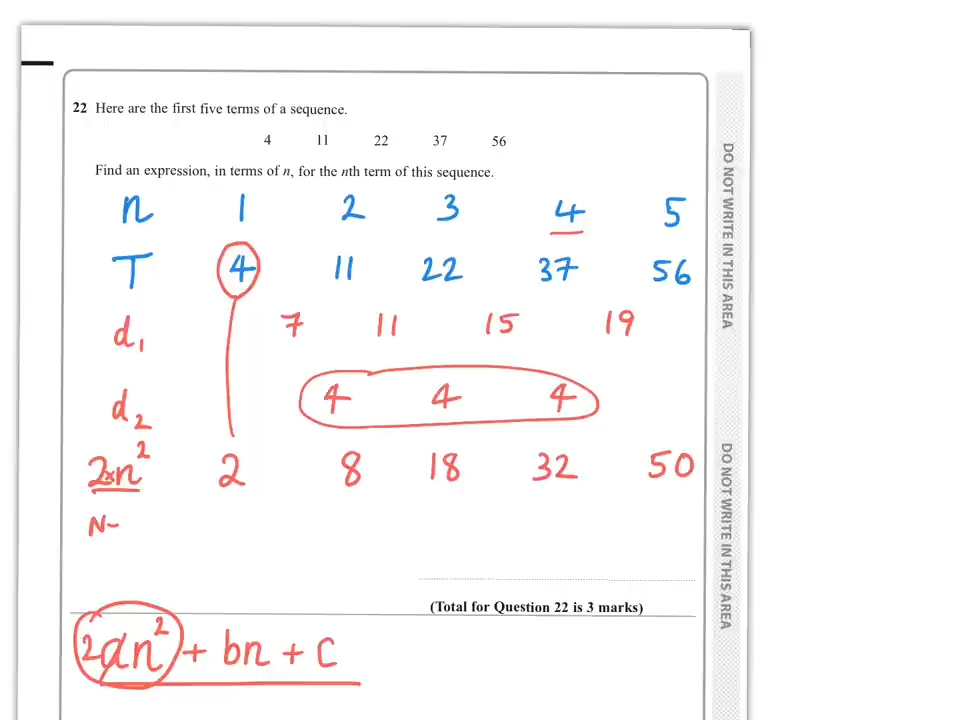 22 Here are the first five terms of a sequence.
4 11 22 37 56
Find an expression, in terms of n, for the nth term of this sequence.
n 1 2 3 4 5
T 4 11 22 37 56
d₁ 7 11 15 19
d₂ 4 4 4
2×n² 2 8 18 32 50
N-
(Total for Question 22 is 3 marks)
2an² + bn + c
DO NOT WRITE IN THIS AREA
DO NOT WRITE IN THIS AREA